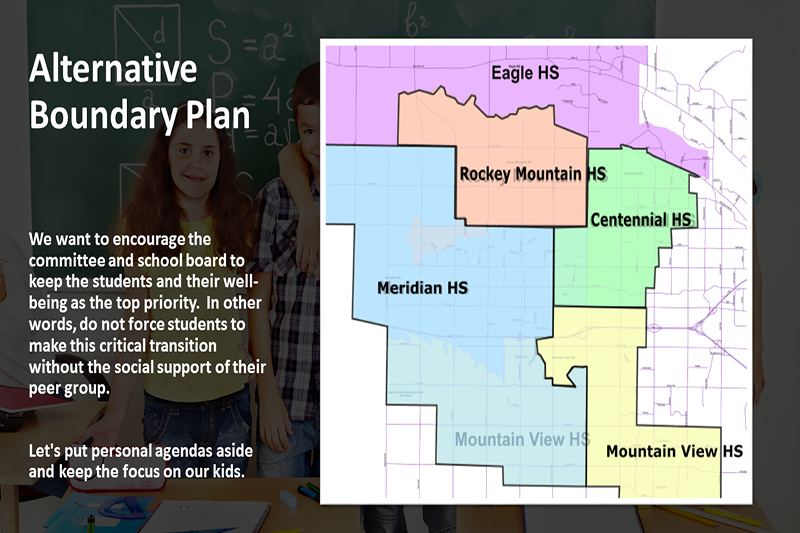 Alternative
Boundary Plan
We want to encourage the
committee and school board to
keep the students and their well-
being as the top priority. In other
words, do not force students to
make this critical transition
without the social support of their
peer group.
Let's put personal agendas aside
and keep the focus on our kids.
Eagle HS
Rockey Mountain HS
Centennial HS
Meridian HS
Mountain View HS
Mountain View HS
S = a²
b²
d